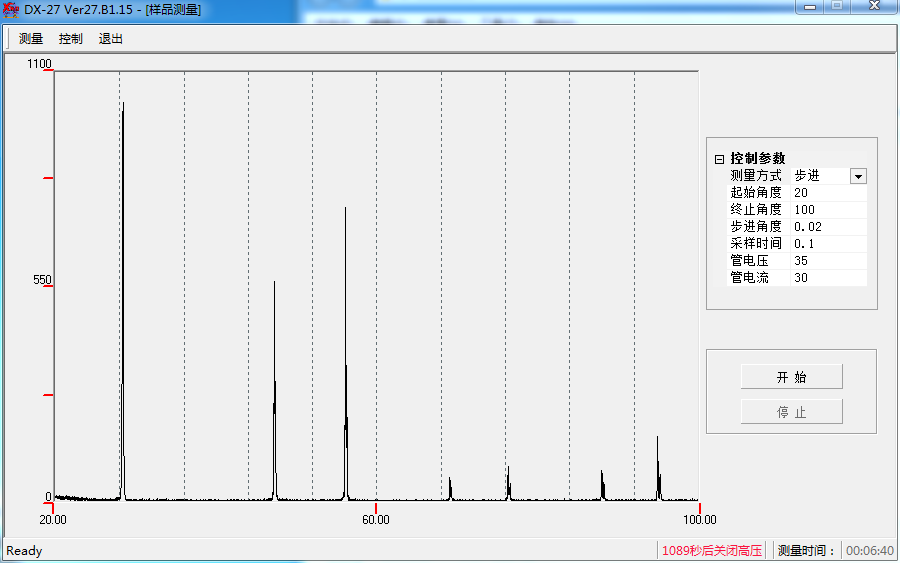 DX-27 Ver27.B1.15 - [样品测量]
测量 控制 退出
1100
550
0
20.00 60.00 100.00
控制参数
测量方式 步进
起始角度 20
终止角度 100
步进角度 0.02
采样时间 0.1
管电压 35
管电流 30
开 始
停 止
Ready
1089秒后关闭高压
测量时间：
00:06:40